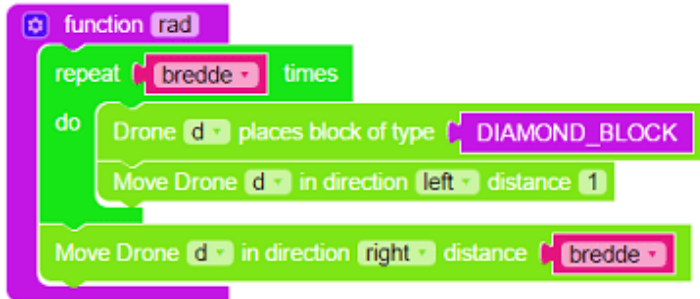 function rad
repeat bredde times
do
Drone d places block of type DIAMOND_BLOCK
Move Drone d in direction left distance 1
Move Drone d in direction right distance bredde